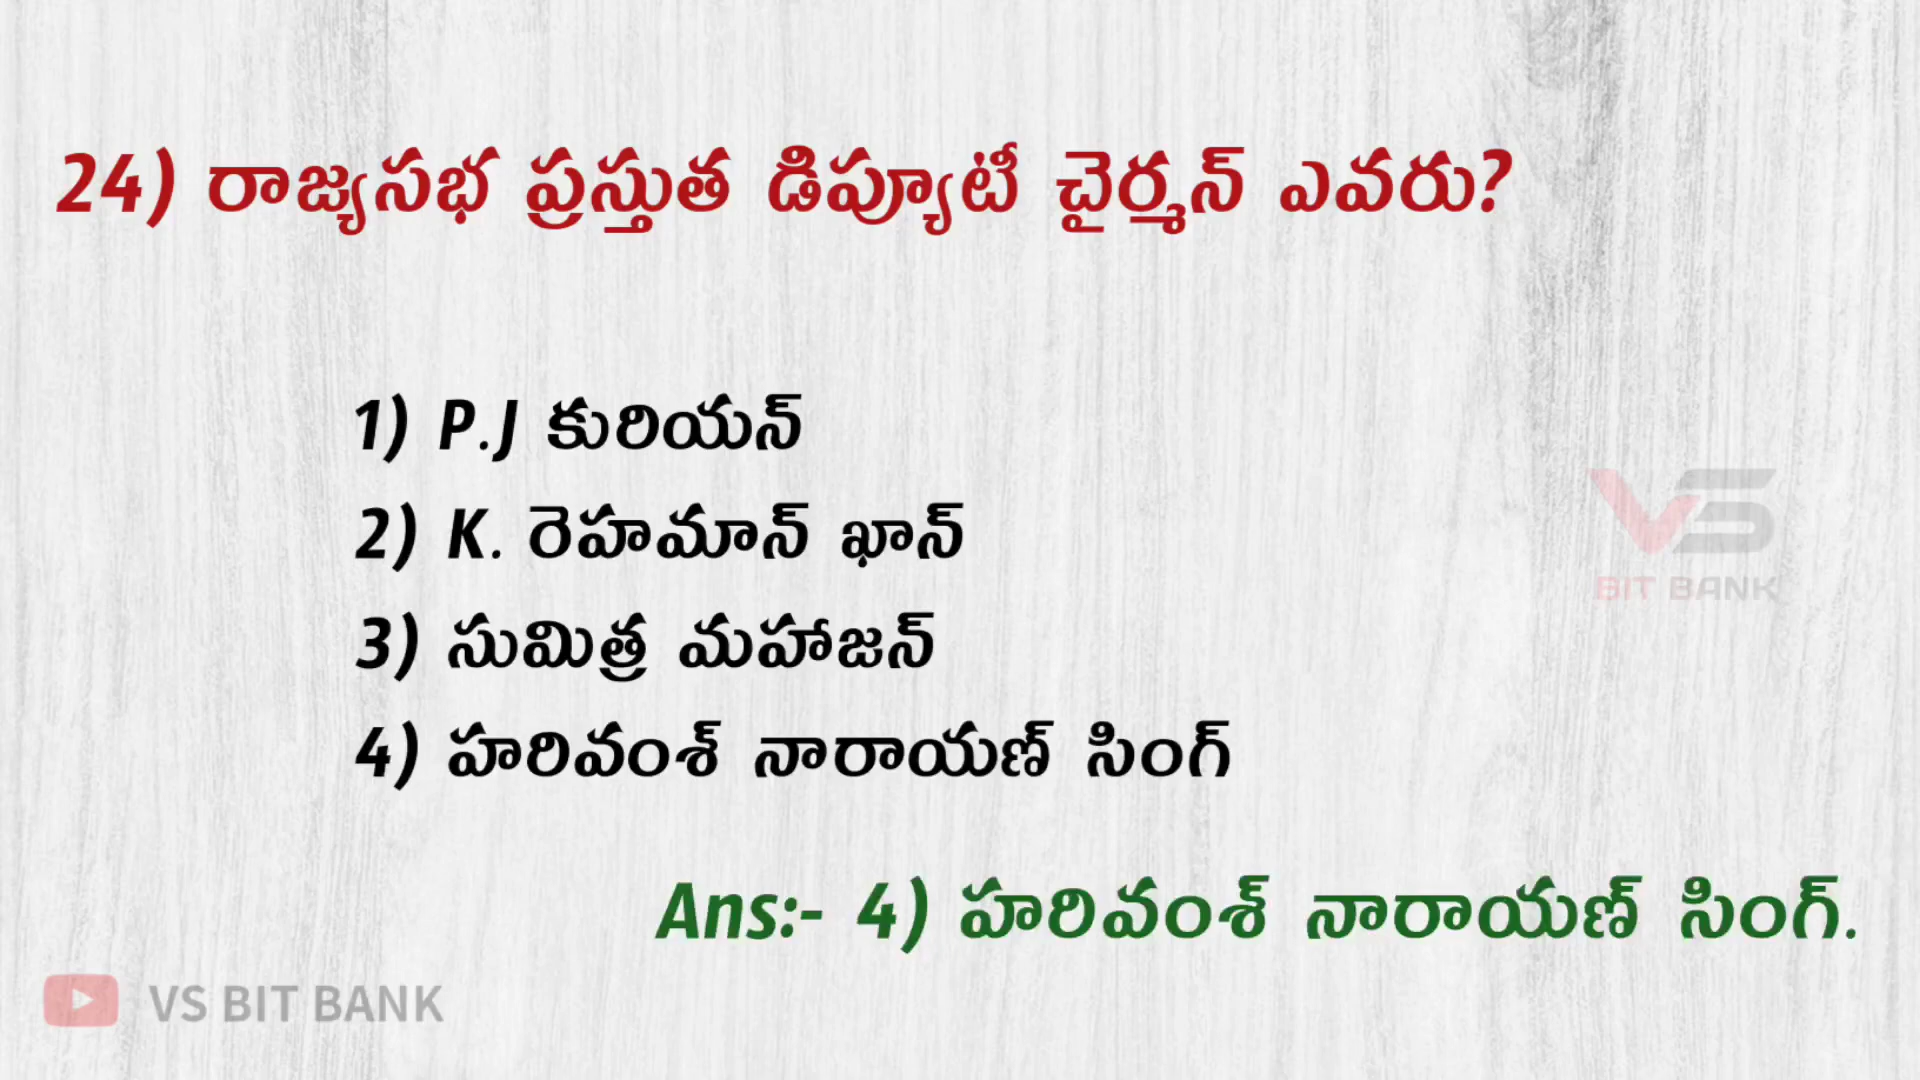 24) రాజ్యసభ ప్రస్తుత డిప్యూటీ చైర్మన్ ఎవరు?
1) P.J కురియన్
2) K. రెహమాన్ ఖాన్
3) సుమిత్ర మహాజన్
4) హరివంశ్ నారాయణ్ సింగ్
VS
BIT BANK
Ans:- 4) హరివంశ్ నారాయణ్ సింగ్.
VS BIT BANK